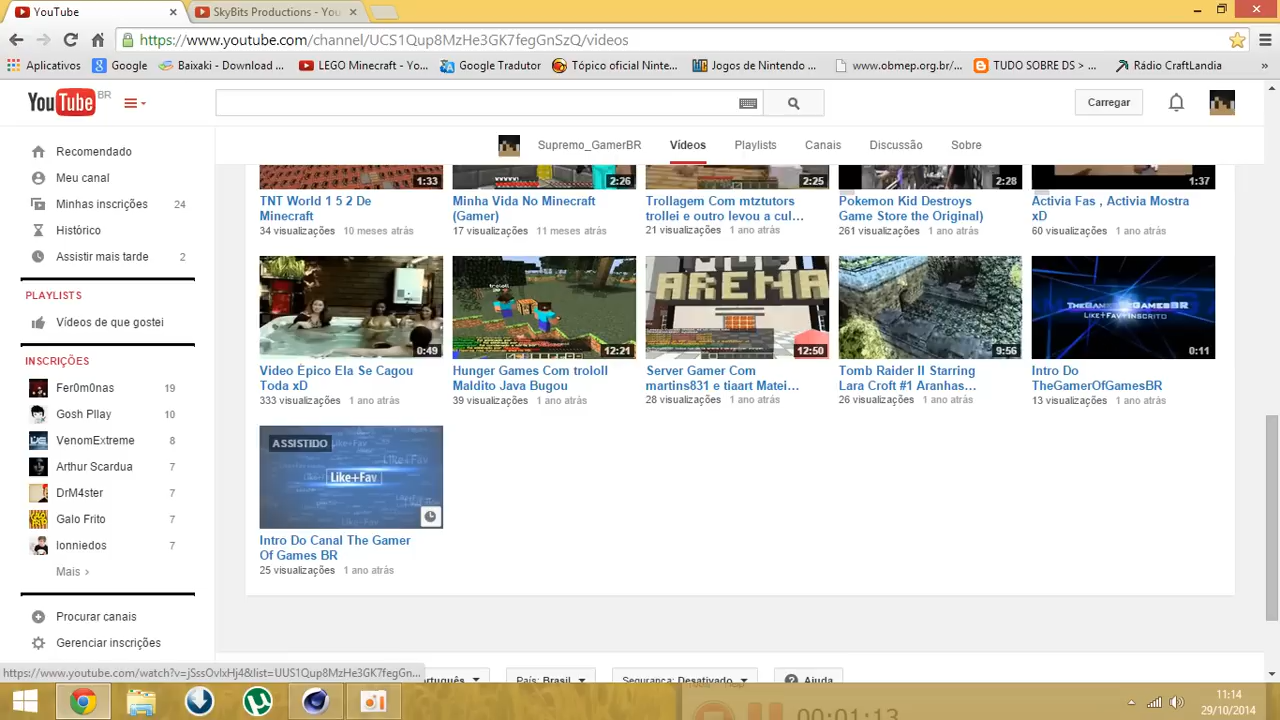 YouTube
SkyBits Productions - You
https://www.youtube.com/channel/UCS1Qup8MzHe3GK7fegGnSzQ/videos
Aplicativos
Google
Baixaki - Download ...
LEGO Minecraft - Yo...
Google Tradutor
Tópico oficial Ninte...
Jogos de Nintendo ...
www.obmep.org.br/...
TUDO SOBRE DS > ...
Rádio CraftLandia
YouTube BR
Carregar
Supremo_GamerBR
Vídeos
Playlists
Canais
Discussão
Sobre
Recomendado
Meu canal
Minhas inscrições 24
Histórico
Assistir mais tarde 2
PLAYLISTS
Vídeos de que gostei
INSCRIÇÕES
Fer0m0nas 19
Gosh Pllay 10
VenomExtreme 8
Arthur Scardua 7
DrM4ster 7
Galo Frito 7
Ionniedos 7
Mais ›
Procurar canais
Gerenciar inscrições
1:33
TNT World 1 5 2 De
Minecraft
34 visualizações 10 meses atrás
2:26
Minha Vida No Minecraft
(Gamer)
17 visualizações 11 meses atrás
2:25
Trollagem Com mtztutors
trollei e outro levou a cul...
21 visualizações 1 ano atrás
2:28
Pokemon Kid Destroys
Game Store the Original)
261 visualizações 1 ano atrás
1:37
Activia Fas , Activia Mostra
xD
60 visualizações 1 ano atrás
0:49
Video Épico Ela Se Cagou
Toda xD
333 visualizações 1 ano atrás
trololl
12:21
Hunger Games Com trololl
Maldito Java Bugou
39 visualizações 1 ano atrás
ARENA
12:50
Server Gamer Com
martins831 e tiaart Matei...
28 visualizações 1 ano atrás
9:56
Tomb Raider II Starring
Lara Croft #1 Aranhas...
26 visualizações 1 ano atrás
THEGAMEROFGAMESBR
LIKE+FAV+INSCRITO
0:11
Intro Do
TheGamerOfGamesBR
13 visualizações 1 ano atrás
ASSISTIDO
Like+Fav
Intro Do Canal The Gamer
Of Games BR
25 visualizações 1 ano atrás
https://www.youtube.com/watch?v=jSssOvlxHj4&list=UUS1Qup8MzHe3GK7fegGn...
País: Brasil
Segurança: Desativado
Ajuda
00:01:13
11:14
29/10/2014